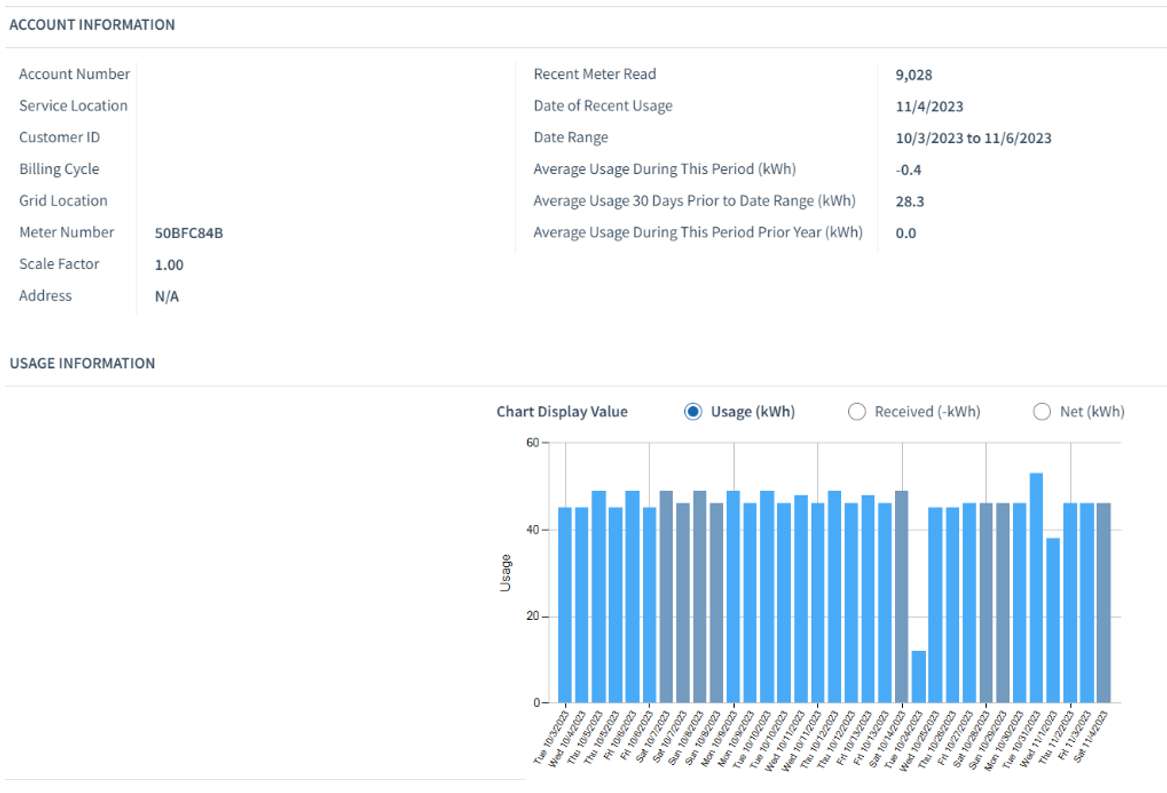 ACCOUNT INFORMATION
Account Number
Service Location
Customer ID
Billing Cycle
Grid Location
Meter Number 50BFC84B
Scale Factor 1.00
Address N/A
Recent Meter Read 9,028
Date of Recent Usage 11/4/2023
Date Range 10/3/2023 to 11/6/2023
Average Usage During This Period (kWh) -0.4
Average Usage 30 Days Prior to Date Range (kWh) 28.3
Average Usage During This Period Prior Year (kWh) 0.0
USAGE INFORMATION
Chart Display Value Usage (kWh) Received (-kWh) Net (kWh)
60
40
20
0
Usage
Tue 10/3/2023
Wed 10/4/2023
Thu 10/5/2023
Thu 10/5/2023
Fri 10/6/2023
Fri 10/6/2023
Sat 10/7/2023
Sat 10/7/2023
Sun 10/8/2023
Sun 10/8/2023
Mon 10/9/2023
Mon 10/9/2023
Tue 10/10/2023
Tue 10/10/2023
Wed 10/11/2023
Wed 10/11/2023
Thu 10/12/2023
Thu 10/12/2023
Fri 10/13/2023
Fri 10/13/2023
Sat 10/14/2023
Tue 10/24/2023
Wed 10/25/2023
Thu 10/26/2023
Fri 10/27/2023
Sat 10/28/2023
Sun 10/29/2023
Mon 10/30/2023
Tue 10/31/2023
Wed 11/1/2023
Thu 11/2/2023
Fri 11/3/2023
Sat 11/4/2023